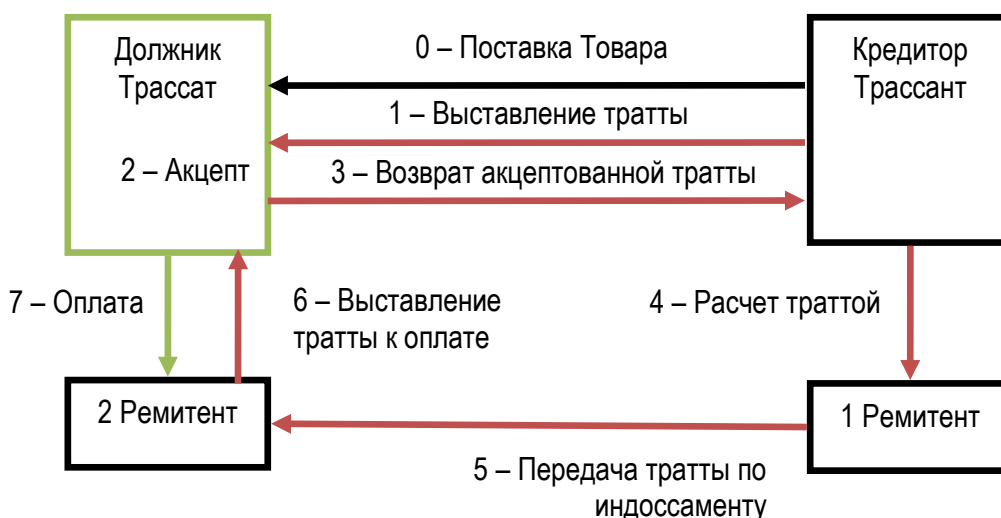 Должник
Трассат
0 – Поставка Товара
Кредитор
Трассант
1 – Выставление тратты
2 – Акцепт
3 – Возврат акцептованной тратты
7 – Оплата
6 – Выставление
тратты к оплате
4 – Расчет траттой
2 Ремитент
1 Ремитент
5 – Передача тратты по
индоссаменту